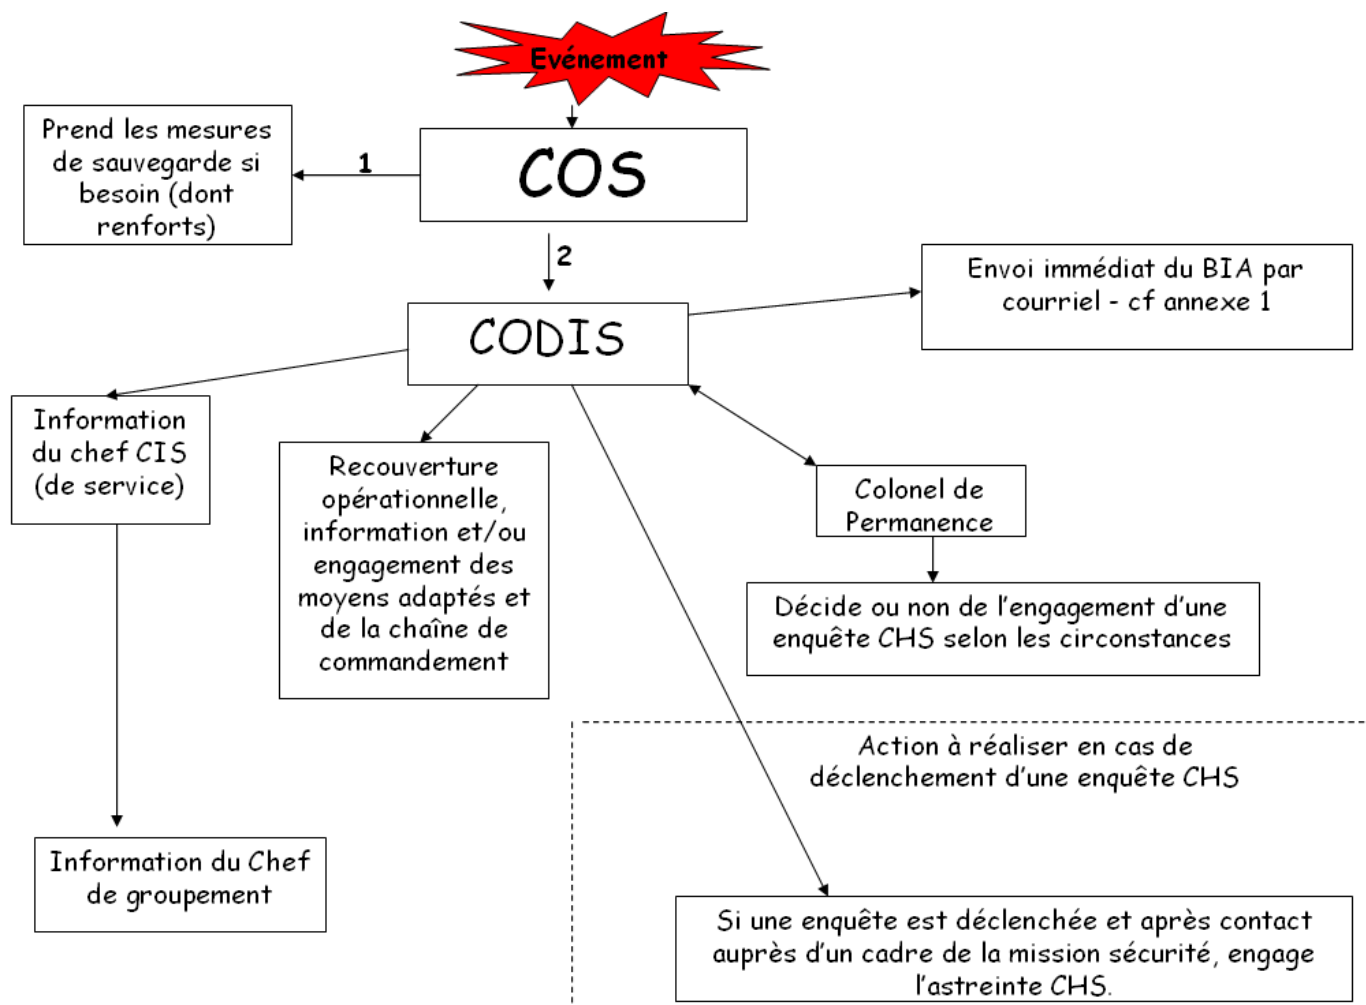 Evénement
Prend les mesures
de sauvegarde si
besoin (dont
renforts)
1
COS
2
Envoi immédiat du BIA par
courriel - cf annexe 1
CODIS
Information
du chef CIS
(de service)
Recouverture
opérationnelle,
information et/ou
engagement des
moyens adaptés et
de la chaîne de
commandement
Colonel de
Permanence
Décide ou non de l'engagement d'une
enquête CHS selon les circonstances
Action à réaliser en cas de
déclenchement d'une enquête CHS
Information du Chef
de groupement
Si une enquête est déclenchée et après contact
auprès d'un cadre de la mission sécurité, engage
l'astreinte CHS.